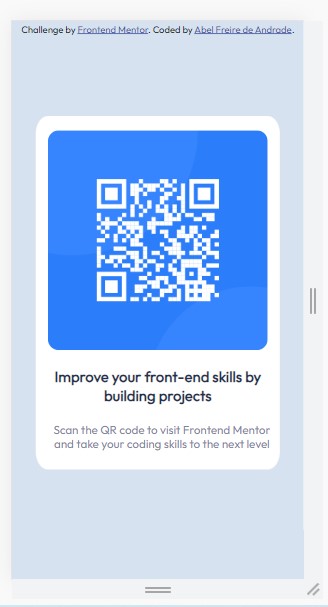 Challenge by Frontend Mentor. Coded by Abel Freire de Andrade.
Improve your front-end skills by
building projects
Scan the QR code to visit Frontend Mentor
and take your coding skills to the next level